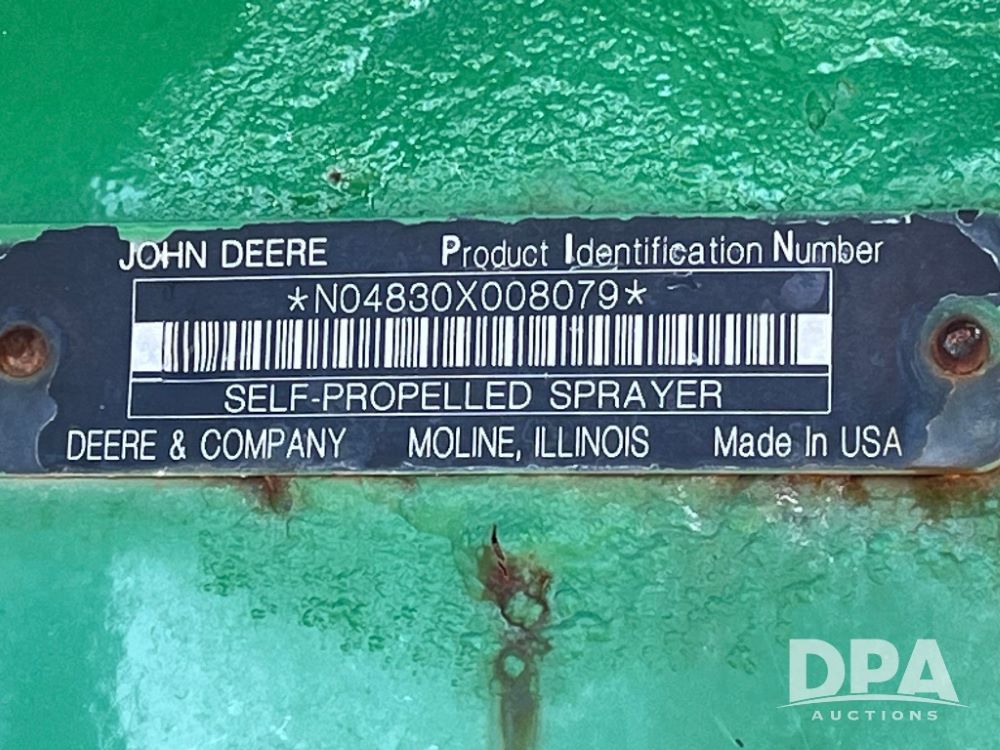 JOHN DEERE Product Identification Number
*N04830X008079*
SELF-PROPELLED SPRAYER
DEERE & COMPANY MOLINE, ILLINOIS Made In USA
DPA
AUCTIONS